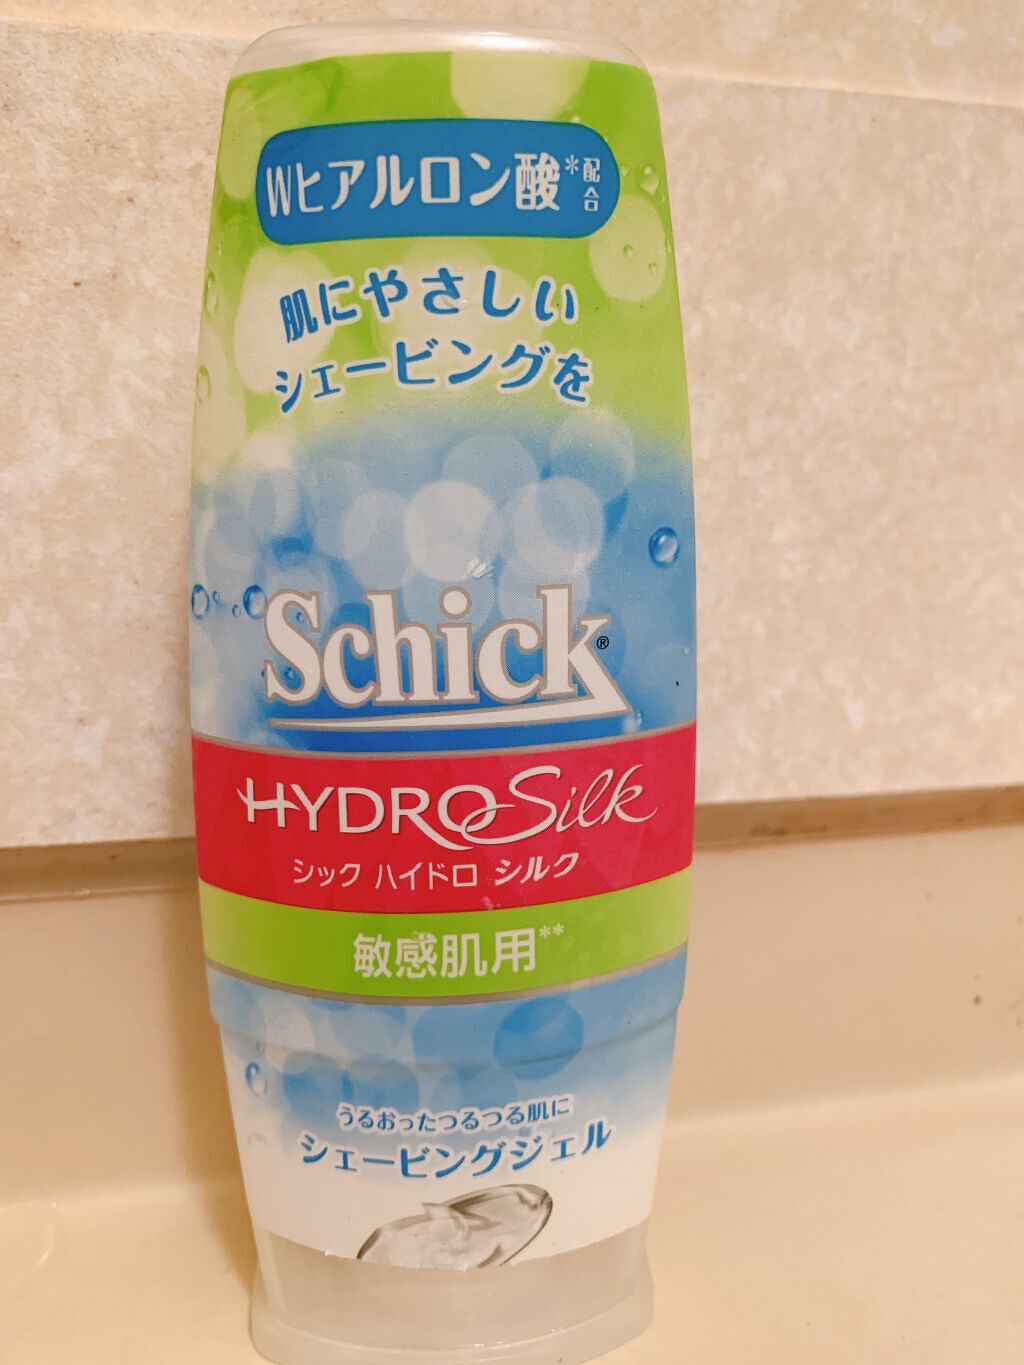 Wヒアルロン酸*配合
肌にやさしい
シェービングを
Schick®
HYDROSilk
シック ハイドロ シルク
敏感肌用**
うるおったつるつる肌に
シェービングジェル